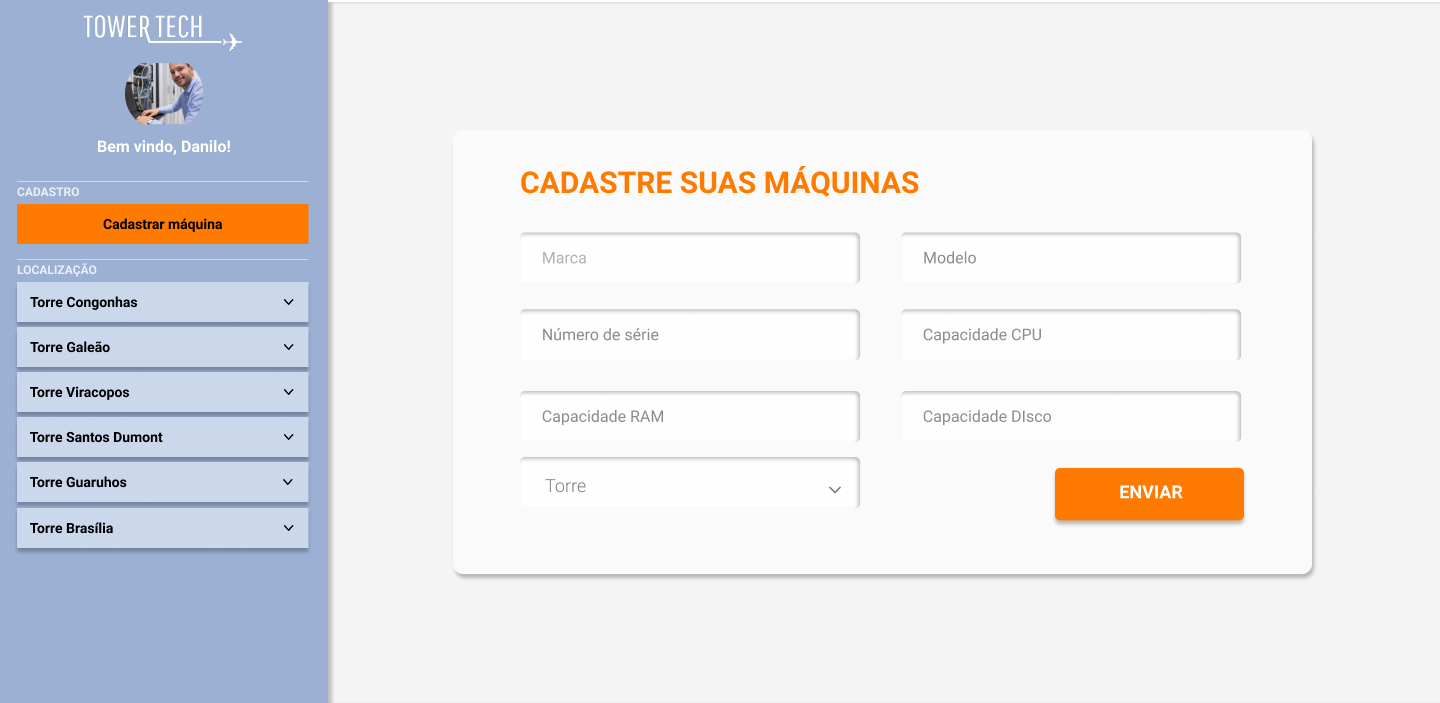 TOWER TECH
Bem vindo, Danilo!
CADASTRO
Cadastrar máquina
LOCALIZAÇÃO
Torre Congonhas
Torre Galeão
Torre Viracopos
Torre Santos Dumont
Torre Guaruhos
Torre Brasília
CADASTRE SUAS MÁQUINAS
Marca
Modelo
Número de série
Capacidade CPU
Capacidade RAM
Capacidade DIsco
Torre
ENVIAR